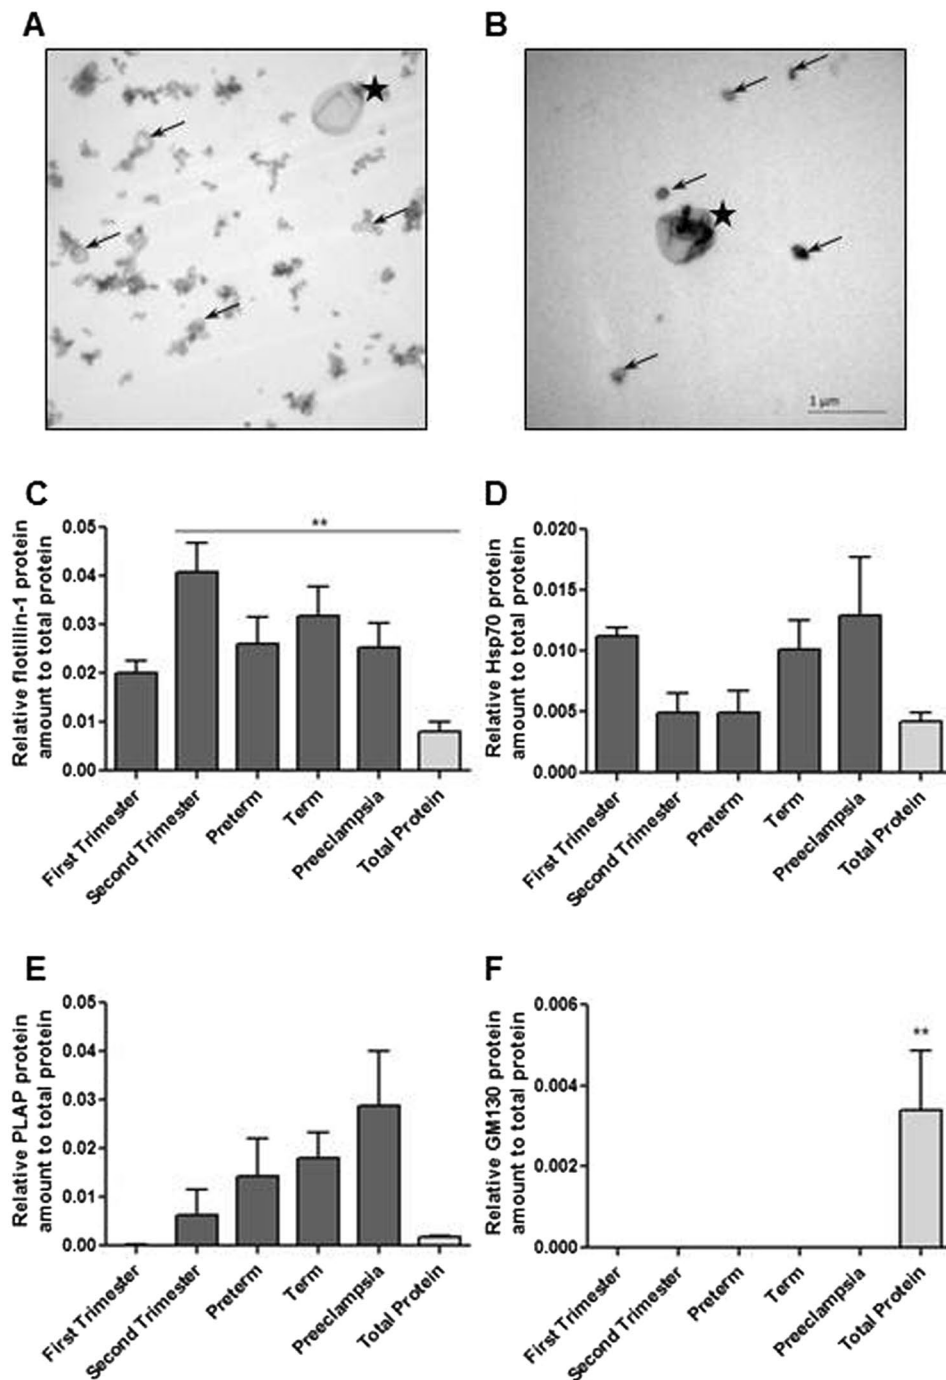 A
B
1 µm
C
Relative flotillin-1 protein
amount to total protein
0.05
0.04
0.03
0.02
0.01
0.00
**
First Trimester
Second Trimester
Preterm
Term
Preeclampsia
Total Protein
D
Relative Hsp70 protein
amount to total protein
0.020
0.015
0.010
0.005
0.000
First Trimester
Second Trimester
Preterm
Term
Preeclampsia
Total Protein
E
Relative PLAP protein
amount to total protein
0.05
0.04
0.03
0.02
0.01
0.00
First Trimester
Second Trimester
Preterm
Term
Preeclampsia
Total Protein
F
Relative GM130 protein
amount to total protein
0.006
0.004
0.002
0.000
**
First Trimester
Second Trimester
Preterm
Term
Preeclampsia
Total Protein